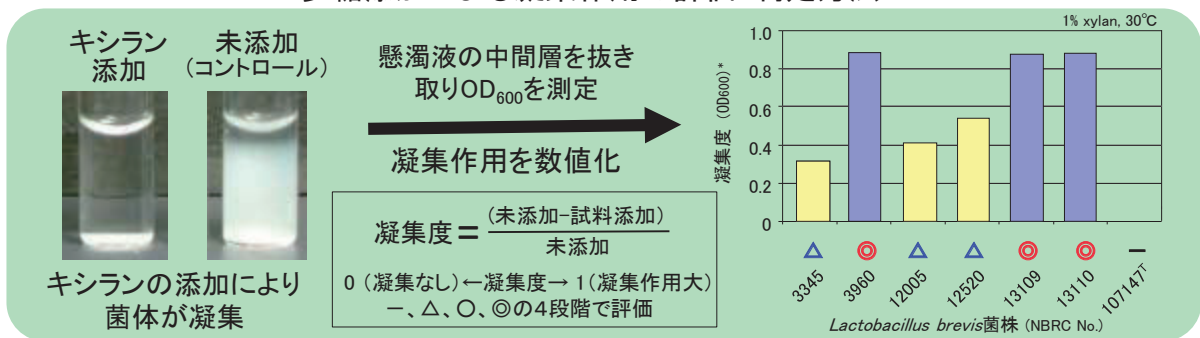 キシラン
添加
未添加
（コントロール）
キシランの添加により
菌体が凝集
懸濁液の中間層を抜き
取りOD600を測定
凝集作用を数値化
凝集度＝(未添加−試料添加)
未添加
0 （凝集なし）←凝集度→ 1（凝集作用大）
−、△、○、◎の4段階で評価
1% xylan, 30℃
凝集度 (OD600)*
1.0
0.8
0.6
0.4
0.2
0
△ ◎ △ △ ◎ ◎ −
3345 3960 12005 12520 13109 13110 107147T
Lactobacillus brevis菌株 (NBRC No.)